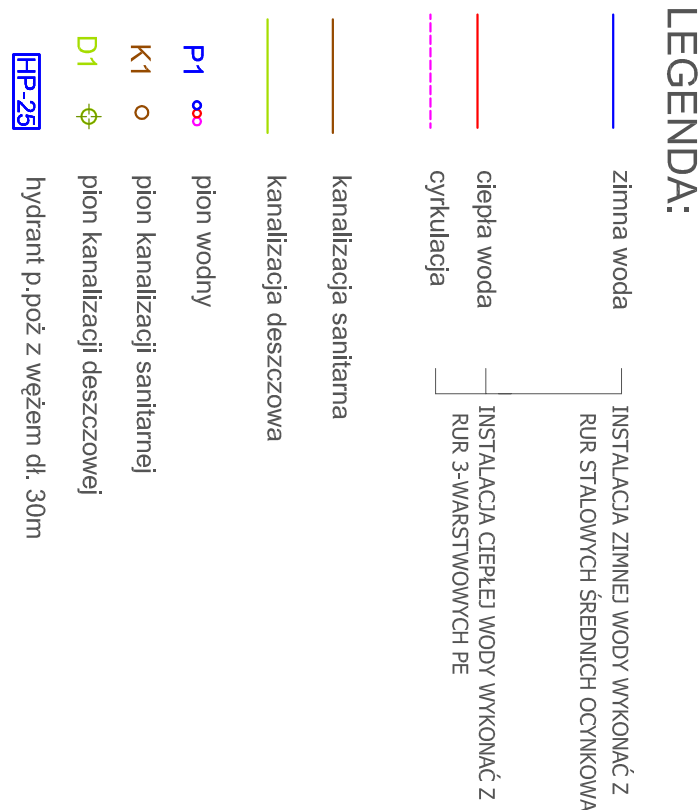 LEGENDA:
zimna woda
INSTALACJA ZIMNEJ WODY WYKONAĆ Z
RUR STALOWYCH ŚREDNICH OCYNKOWA
ciepła woda
INSTALACJA CIEPŁEJ WODY WYKONAĆ Z
RUR 3-WARSTWOWYCH PE
cyrkulacja
kanalizacja sanitarna
kanalizacja deszczowa
P1 pion wodny
K1 pion kanalizacji sanitarnej
D1 pion kanalizacji deszczowej
HP-25 hydrant p.poż z wężem dł. 30m